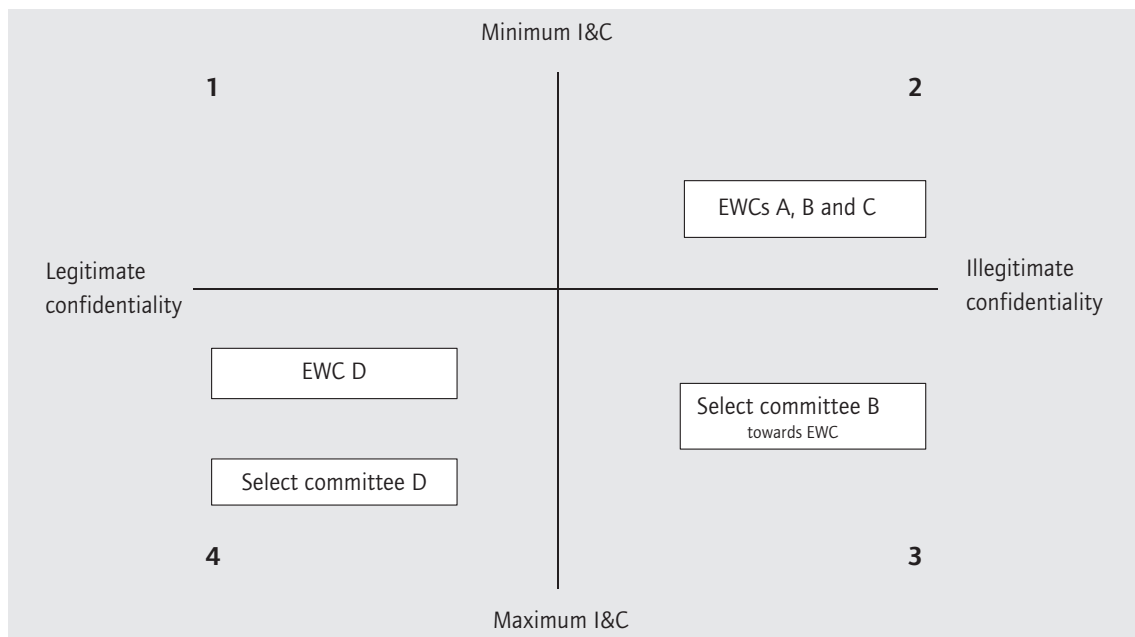 Minimum I&C
1
2
EWCs A, B and C
Legitimate
confidentiality
Illegitimate
confidentiality
EWC D
Select committee B
towards EWC
Select committee D
4
3
Maximum I&C